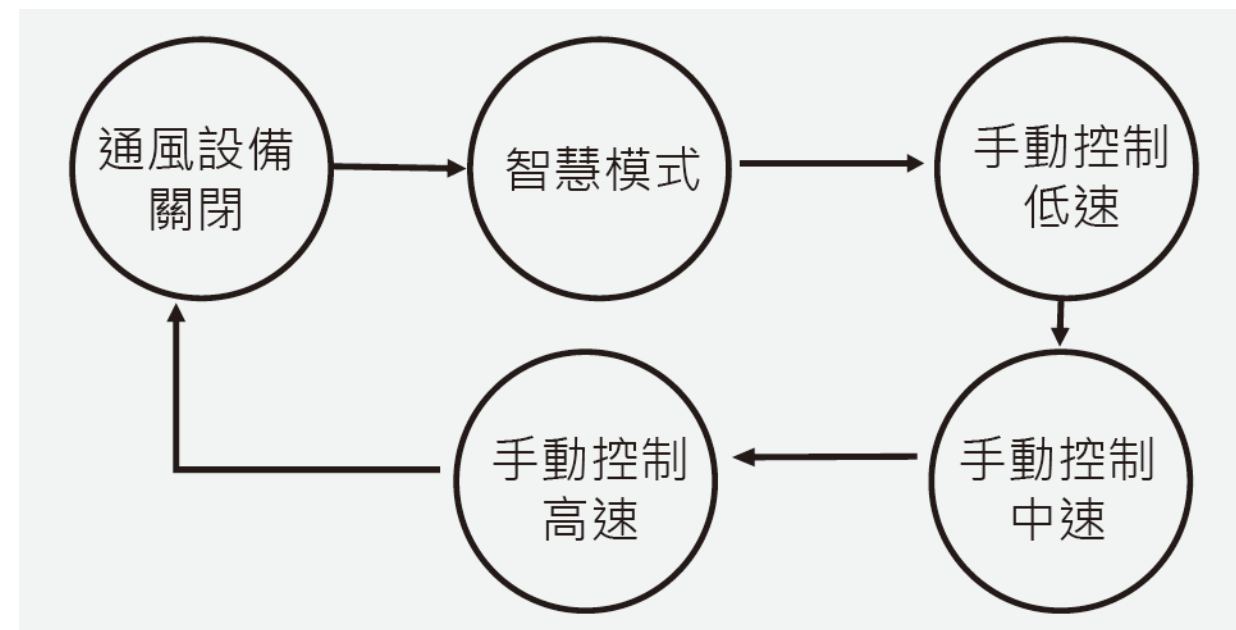 通風設備
關閉
智慧模式
手動控制
低速
手動控制
中速
手動控制
高速